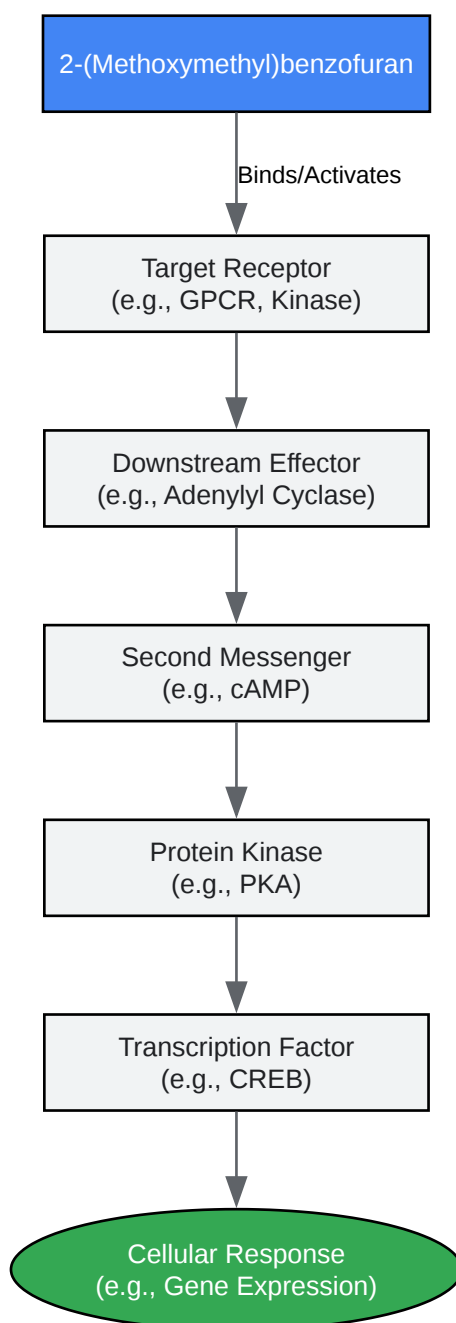 2-(Methoxymethyl)benzofuran
Binds/Activates
Target Receptor
(e.g., GPCR, Kinase)
Downstream Effector
(e.g., Adenylyl Cyclase)
Second Messenger
(e.g., cAMP)
Protein Kinase
(e.g., PKA)
Transcription Factor
(e.g., CREB)
Cellular Response
(e.g., Gene Expression)